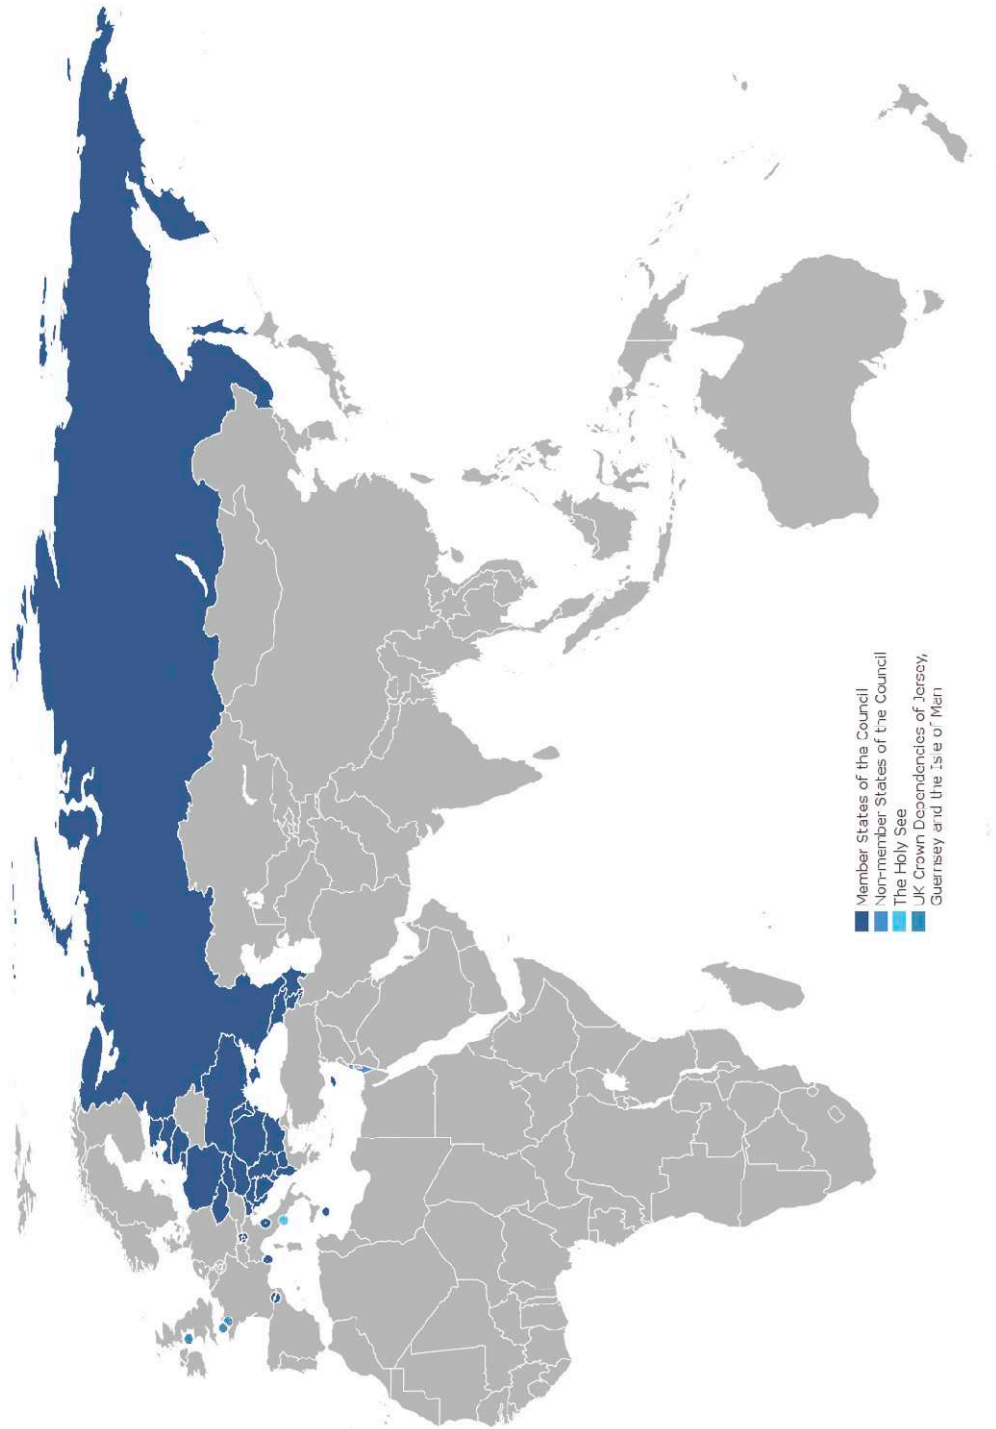 Member States of the Council
Non-member States of the Council
The Holy See
UK Crown Dependencies of Jersey,
Guernsey and the Isle of Man